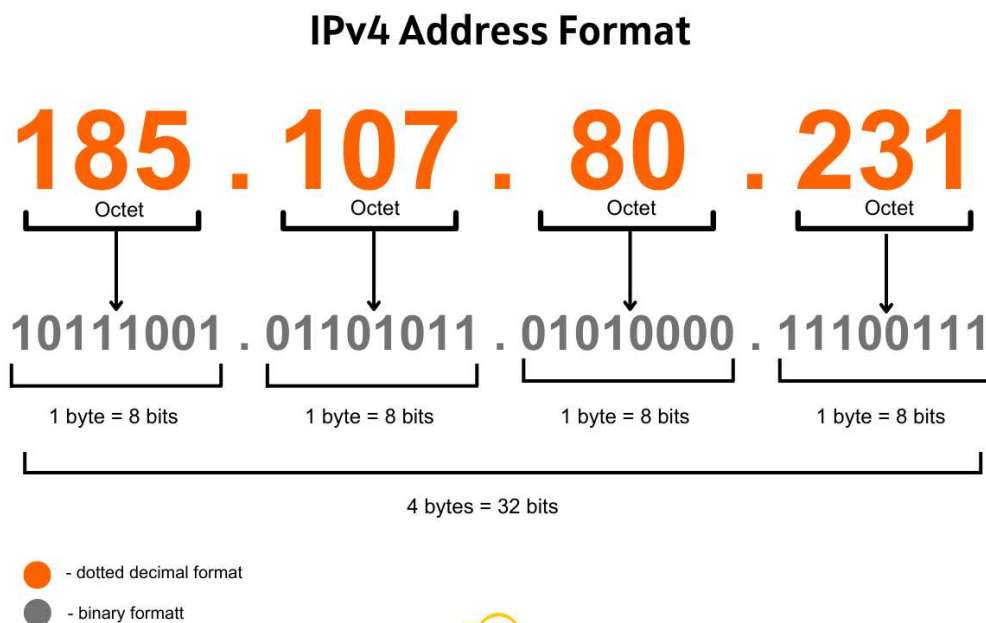 IPv4 Address Format
185 . 107 . 80 . 231
Octet Octet Octet Octet
10111001 . 01101011 . 01010000 . 11100111
1 byte = 8 bits 1 byte = 8 bits 1 byte = 8 bits 1 byte = 8 bits
4 bytes = 32 bits
- dotted decimal format
- binary formatt